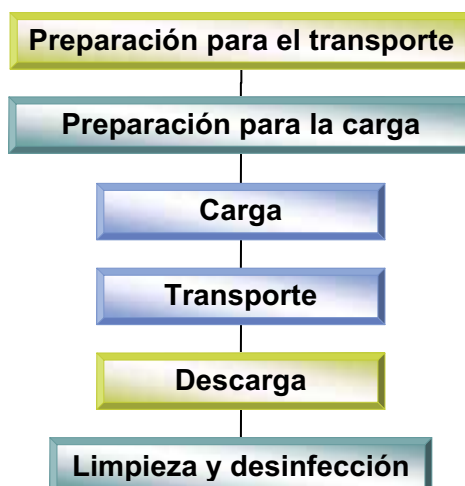 Preparación para el transporte
Preparación para la carga
Carga
Transporte
Descarga
Limpieza y desinfección